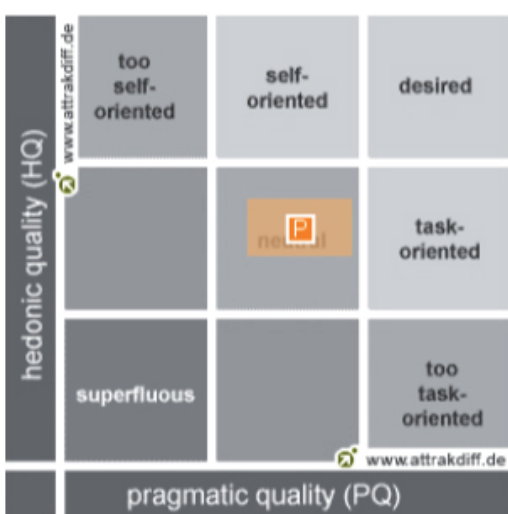 www.attrakdiff.de
hedonic quality (HQ)
too
self-
oriented
self-
oriented
desired
P
neutral
task-
oriented
superfluous
too
task-
oriented
www.attrakdiff.de
pragmatic quality (PQ)